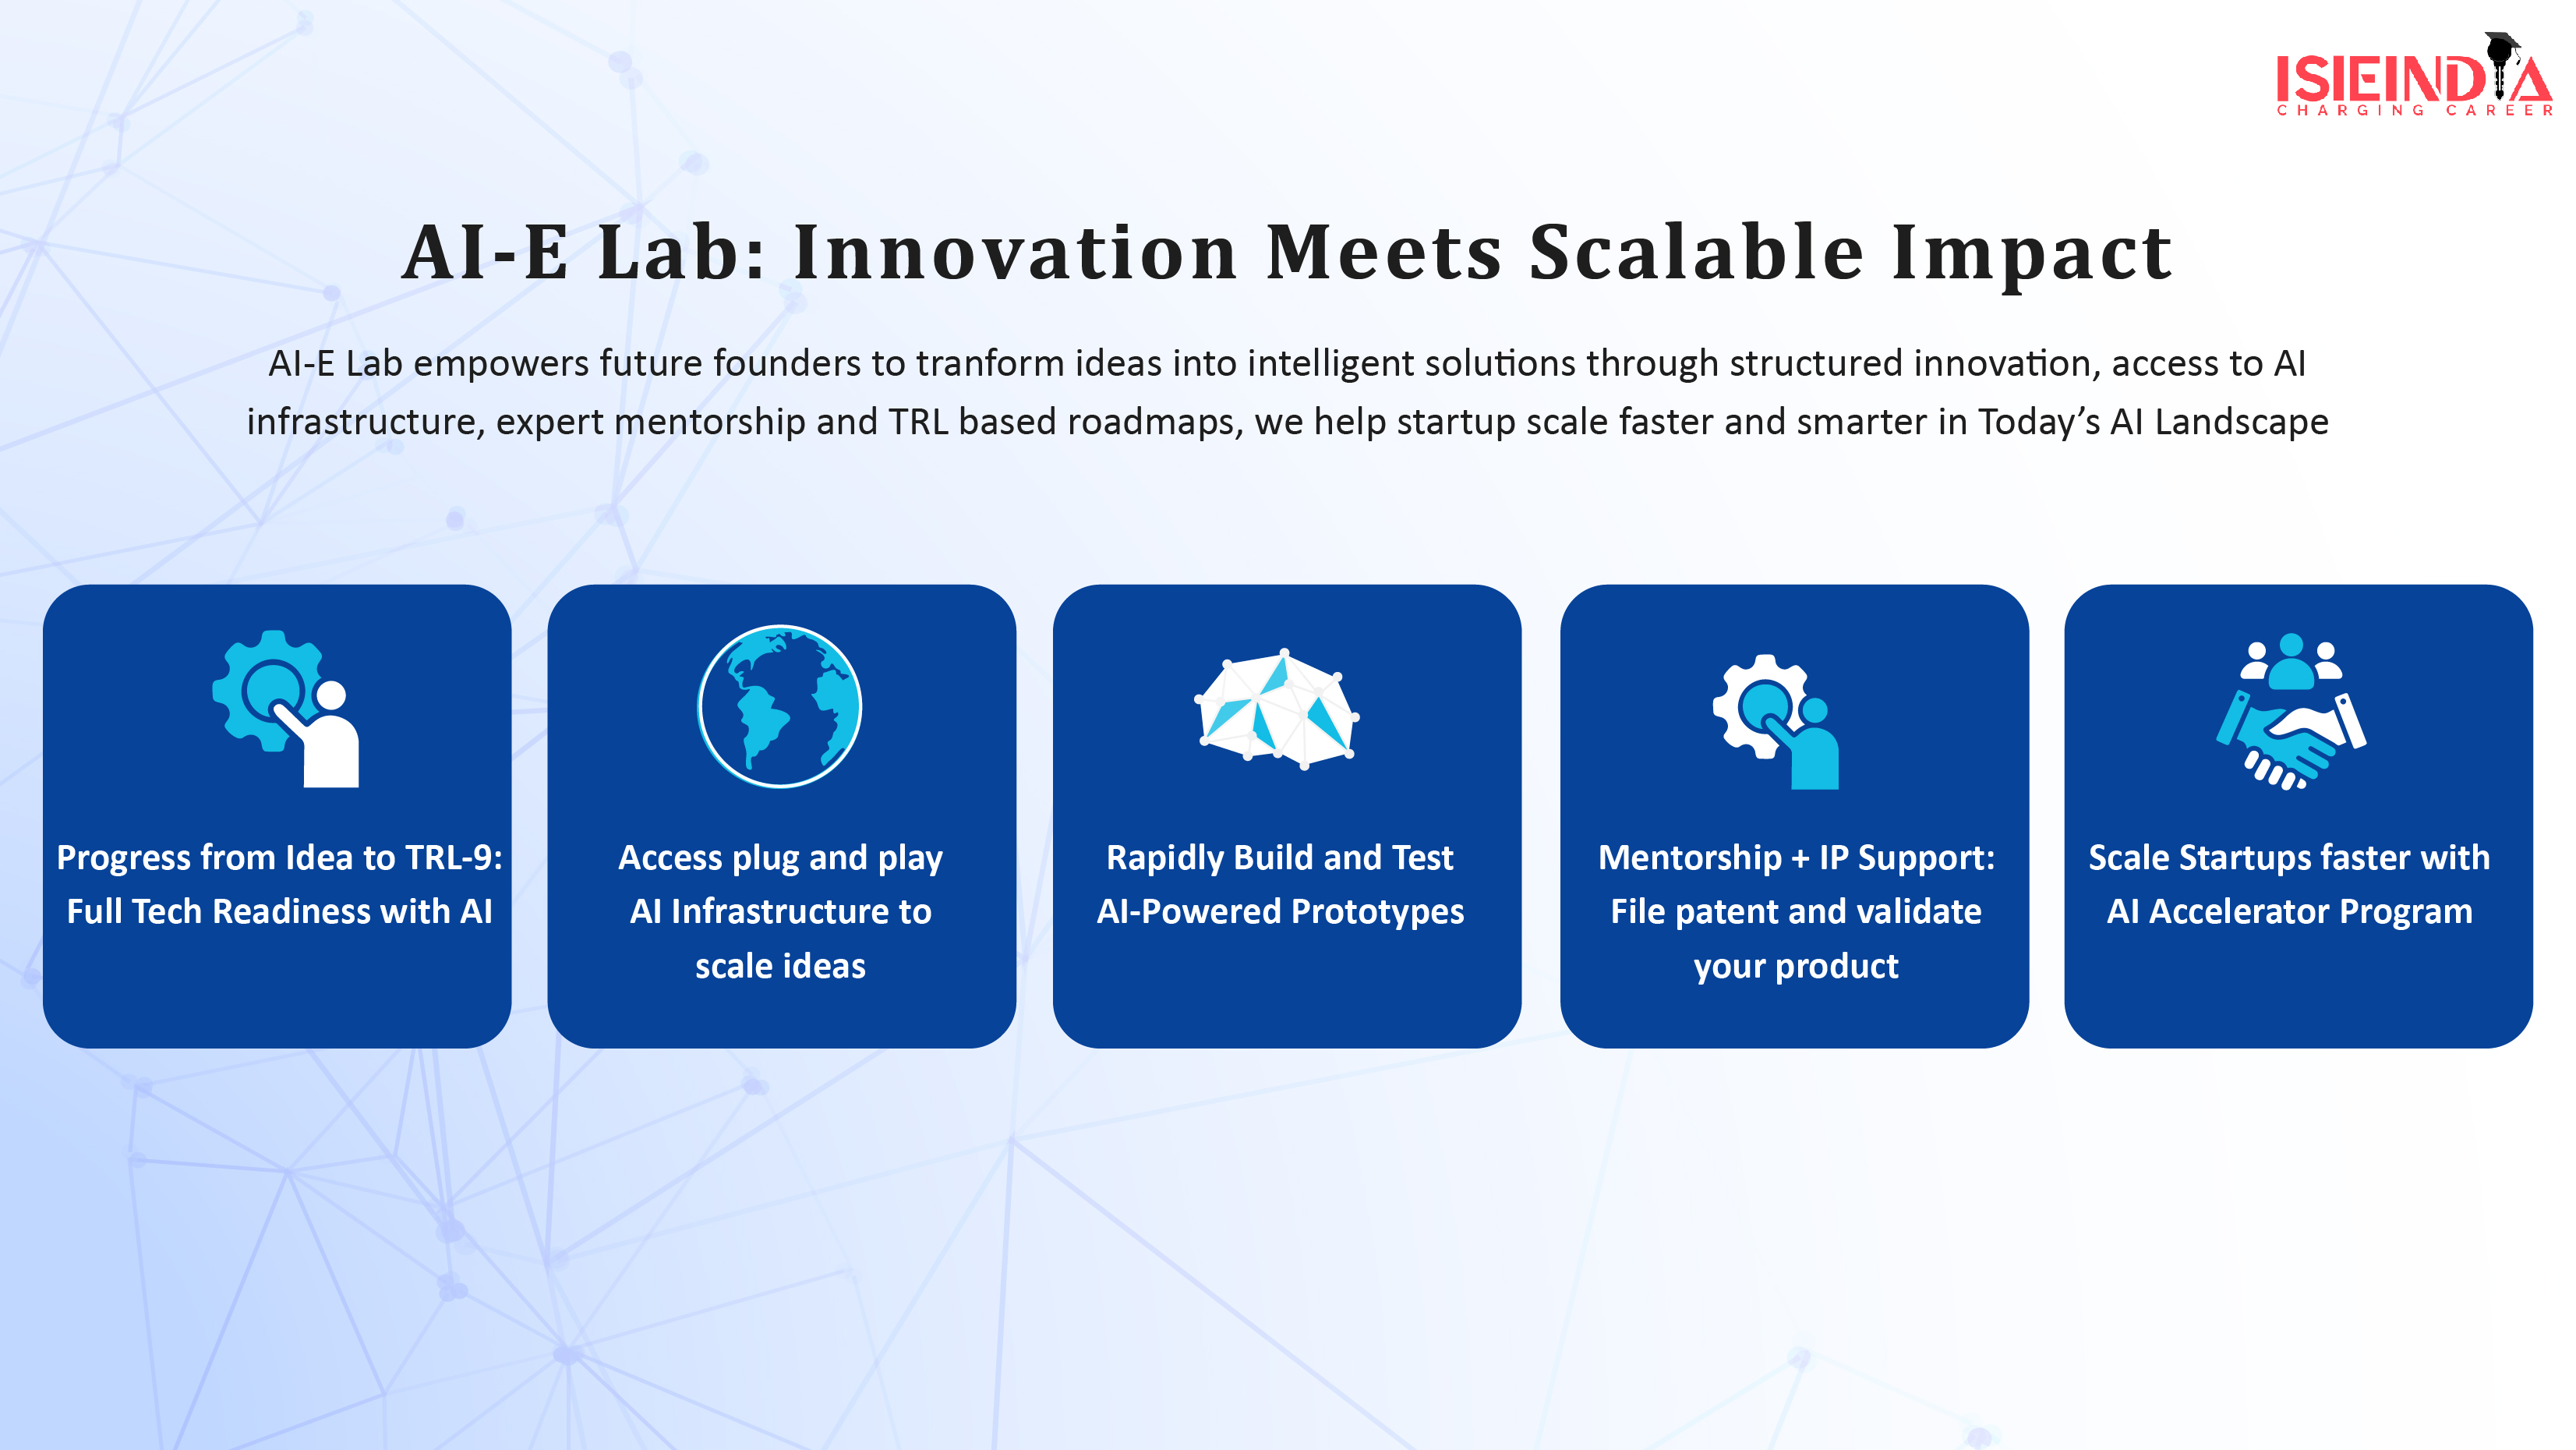 ISIEINDIA
CHARGING CAREER
AI-E Lab: Innovation Meets Scalable Impact
AI-E Lab empowers future founders to tranform ideas into intelligent solutions through structured innovation, access to AI
infrastructure, expert mentorship and TRL based roadmaps, we help startup scale faster and smarter in Today’s AI Landscape
Progress from Idea to TRL-9:
Full Tech Readiness with AI
Access plug and play
AI Infrastructure to
scale ideas
Rapidly Build and Test
AI-Powered Prototypes
Mentorship + IP Support:
File patent and validate
your product
Scale Startups faster with
AI Accelerator Program